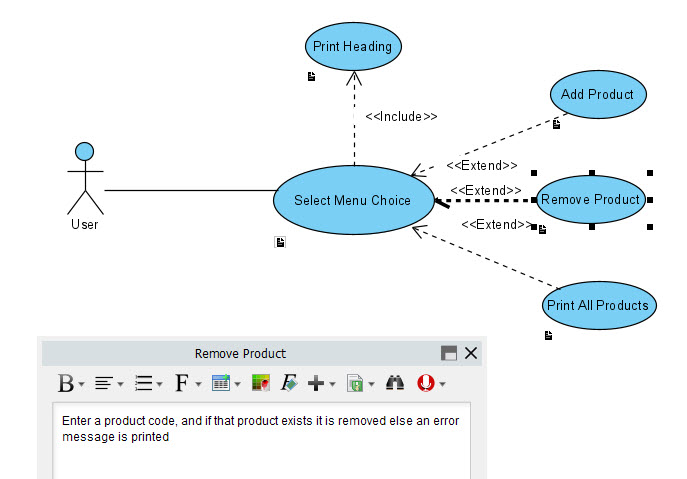 Print Heading
Add Product
<<Include>>
<<Extend>>
<<Extend>>
Select Menu Choice
Remove Product
User
<<Extend>>
Print All Products
Remove Product
B
F
F
Enter a product code, and if that product exists it is removed else an error
message is printed